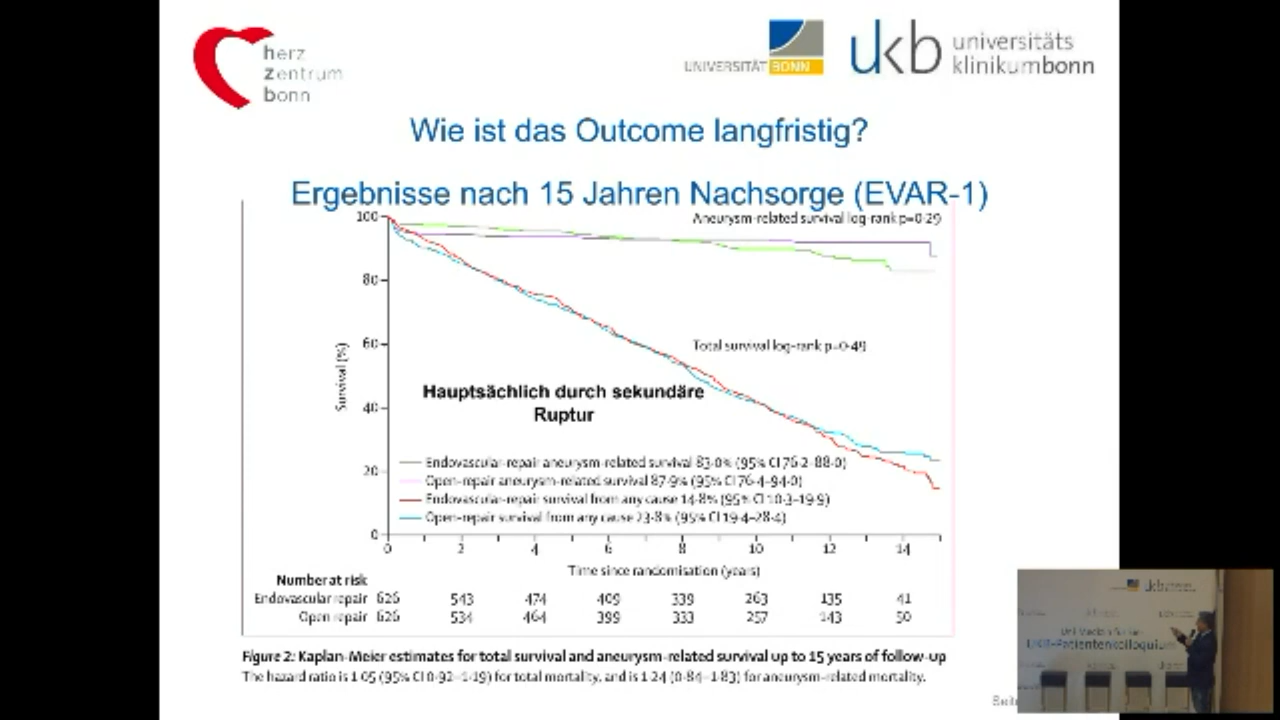 herz
zentrum
bonn
UNIVERSITÄT BONN
ukb universitäts
klinikumbonn
Wie ist das Outcome langfristig?
Ergebnisse nach 15 Jahren Nachsorge (EVAR-1)
Aneurysm-related survival log-rank p=0·29
Total survival log-rank p=0·49
Survival (%)
100
80
60
40
20
0
Hauptsächlich durch sekundäre
Ruptur
Endovascular-repair aneurysm-related survival 83·0% (95% CI 76·2–88·0)
Open-repair aneurysm-related survival 87·9% (95% CI 76·4–94·0)
Endovascular-repair survival from any cause 14·8% (95% CI 10·3–19·9)
Open-repair survival from any cause 23·8% (95% CI 19·4–28·4)
0 2 4 6 8 10 12 14
Time since randomisation (years)
Number at risk
Endovascular repair 626 543 474 409 339 263 135 41
Open repair 626 534 464 399 333 257 143 50
Figure 2: Kaplan-Meier estimates for total survival and aneurysm-related survival up to 15 years of follow-up
The hazard ratio is 1·05 (95% CI 0·92–1·19) for total mortality, and is 1·24 (0·84–1·83) for aneurysm-related mortality.
ukb
UKB-Patientenkolloquium